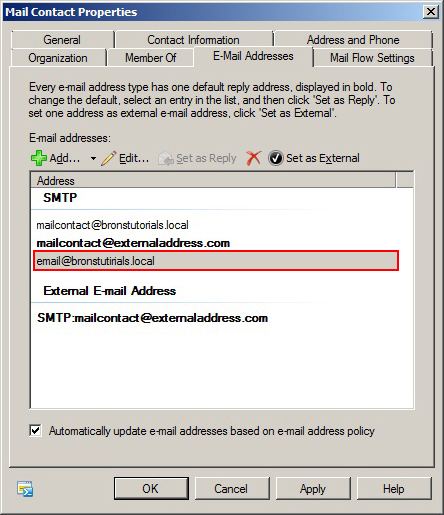 Mail Contact Properties
General
Contact Information
Address and Phone
Organization
Member Of
E-Mail Addresses
Mail Flow Settings
Every e-mail address type has one default reply address, displayed in bold. To
change the default, select an entry in the list, and then click 'Set as Reply'. To
set one address as external e-mail address, click 'Set as External'.
E-mail addresses:
Add...
Edit...
Set as Reply
Set as External
Address
SMTP
mailcontact@bronstutorials.local
mailcontact@externaladdress.com
email@bronstutirials.local
External E-mail Address
SMTP:mailcontact@externaladdress.com
Automatically update e-mail addresses based on e-mail address policy
OK
Cancel
Apply
Help